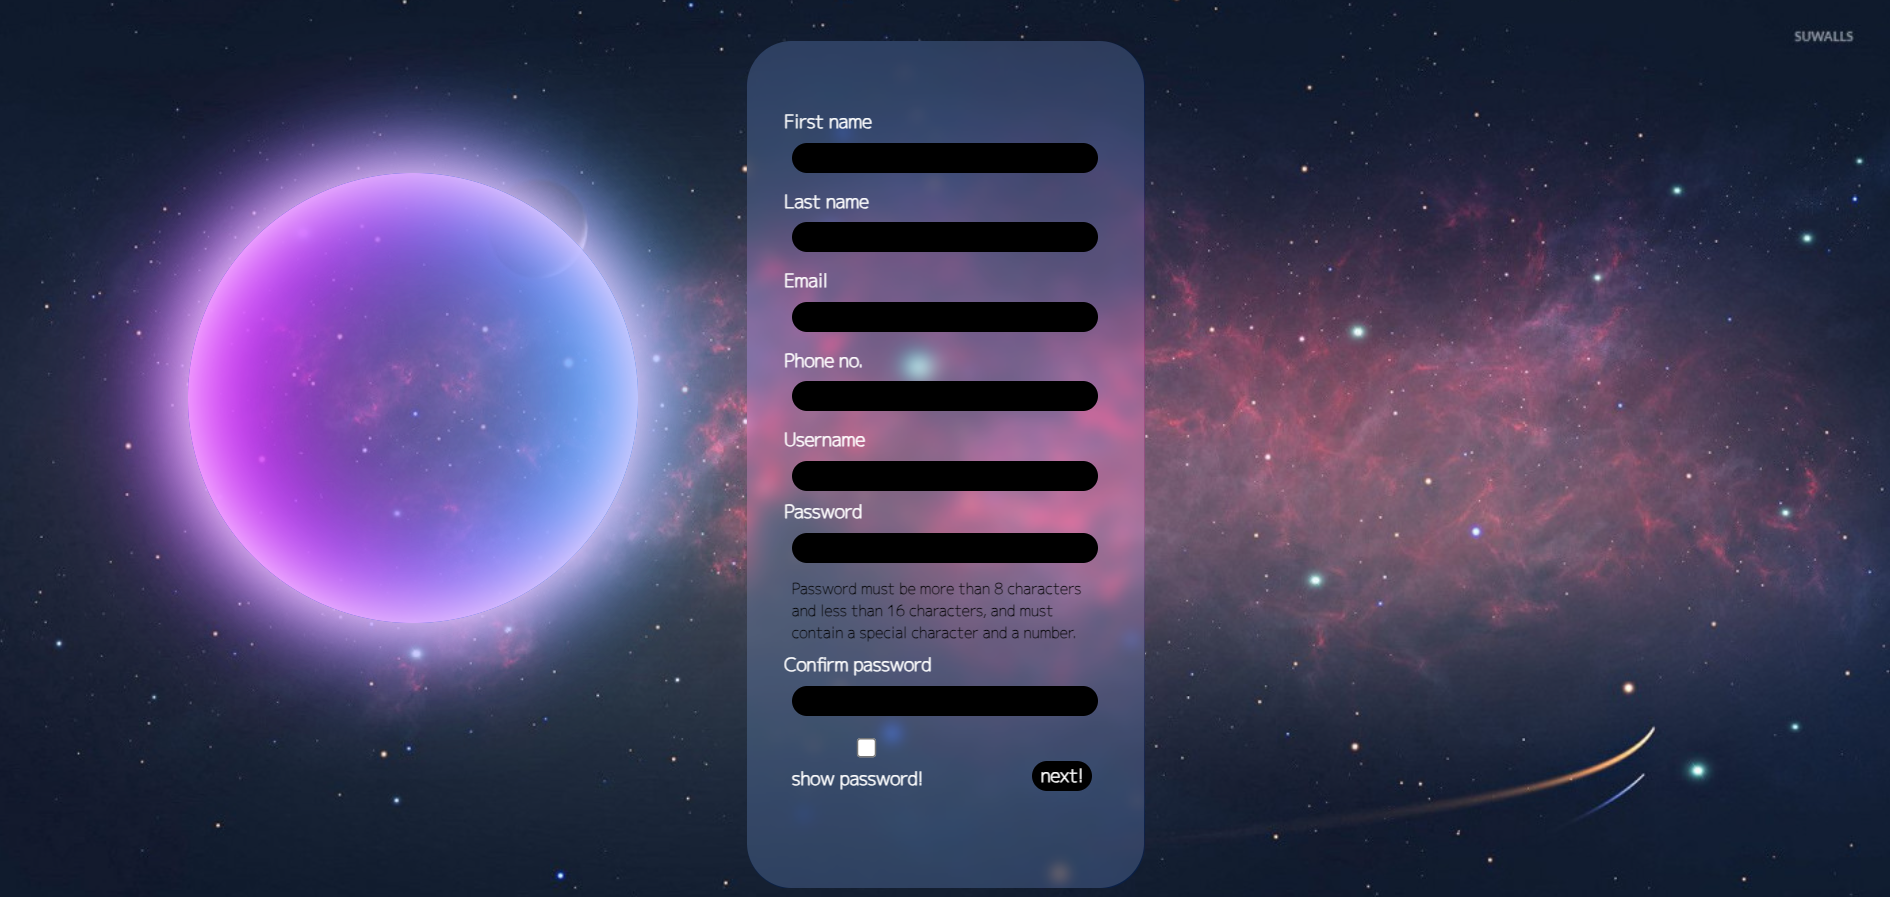 SUWALLS
First name
Last name
Email
Phone no.
Username
Password
Password must be more than 8 characters
and less than 16 characters, and must
contain a special character and a number.
Confirm password
show password!
next!